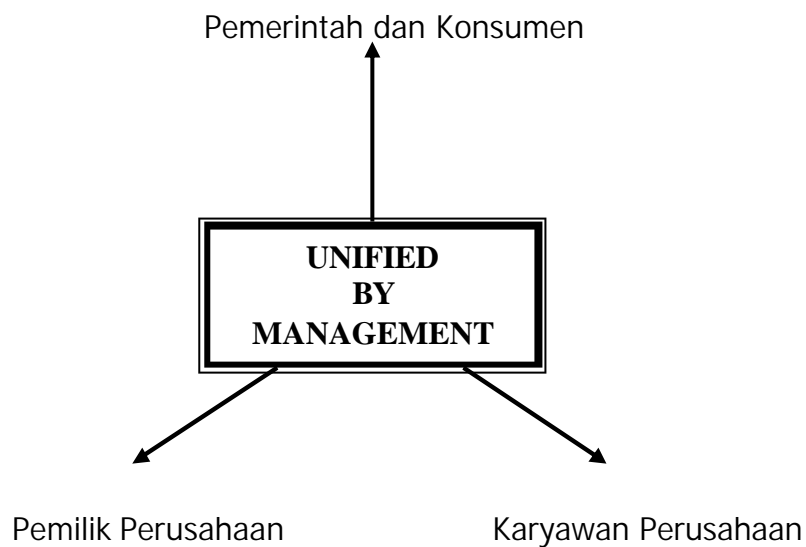 Pemerintah dan Konsumen
UNIFIED
BY
MANAGEMENT
Pemilik Perusahaan
Karyawan Perusahaan